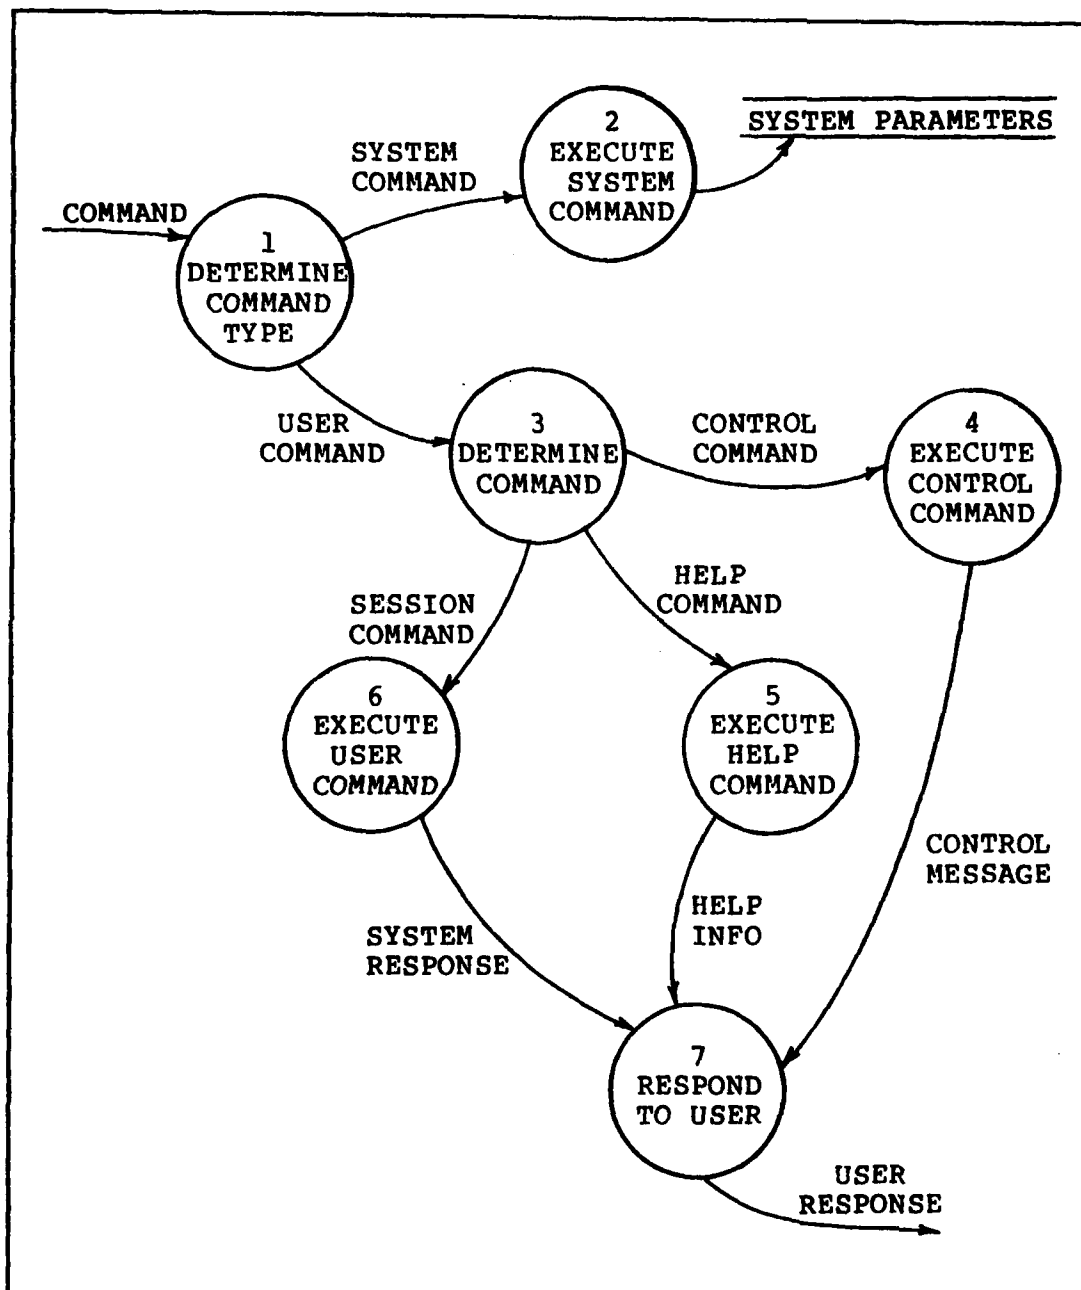 2
EXECUTE
SYSTEM
COMMAND
SYSTEM PARAMETERS
SYSTEM
COMMAND
COMMAND
1
DETERMINE
COMMAND
TYPE
USER
COMMAND
3
DETERMINE
COMMAND
CONTROL
COMMAND
4
EXECUTE
CONTROL
COMMAND
SESSION
COMMAND
HELP
COMMAND
6
EXECUTE
USER
COMMAND
5
EXECUTE
HELP
COMMAND
CONTROL
MESSAGE
SYSTEM
RESPONSE
HELP
INFO
7
RESPOND
TO USER
USER
RESPONSE